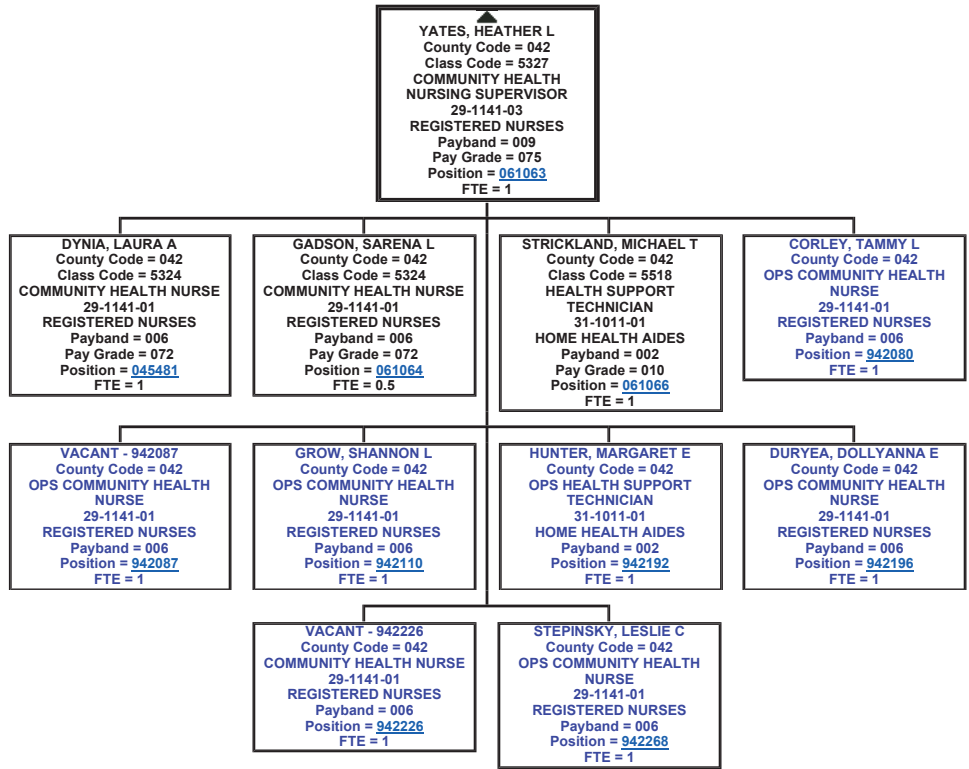 YATES, HEATHER L
County Code = 042
Class Code = 5327
COMMUNITY HEALTH
NURSING SUPERVISOR
29-1141-03
REGISTERED NURSES
Payband = 009
Pay Grade = 075
Position = 061063
FTE = 1
DYNIA, LAURA A
County Code = 042
Class Code = 5324
COMMUNITY HEALTH NURSE
29-1141-01
REGISTERED NURSES
Payband = 006
Pay Grade = 072
Position = 045481
FTE = 1
GADSON, SARENA L
County Code = 042
Class Code = 5324
COMMUNITY HEALTH NURSE
29-1141-01
REGISTERED NURSES
Payband = 006
Pay Grade = 072
Position = 061064
FTE = 0.5
STRICKLAND, MICHAEL T
County Code = 042
Class Code = 5518
HEALTH SUPPORT
TECHNICIAN
31-1011-01
HOME HEALTH AIDES
Payband = 002
Pay Grade = 010
Position = 061066
FTE = 1
CORLEY, TAMMY L
County Code = 042
OPS COMMUNITY HEALTH
NURSE
29-1141-01
REGISTERED NURSES
Payband = 006
Position = 942080
FTE = 1
VACANT - 942087
County Code = 042
OPS COMMUNITY HEALTH
NURSE
29-1141-01
REGISTERED NURSES
Payband = 006
Position = 942087
FTE = 1
GROW, SHANNON L
County Code = 042
OPS COMMUNITY HEALTH
NURSE
29-1141-01
REGISTERED NURSES
Payband = 006
Position = 942110
FTE = 1
HUNTER, MARGARET E
County Code = 042
OPS HEALTH SUPPORT
TECHNICIAN
31-1011-01
HOME HEALTH AIDES
Payband = 002
Position = 942192
FTE = 1
DURYEA, DOLLYANNA E
County Code = 042
OPS COMMUNITY HEALTH
NURSE
29-1141-01
REGISTERED NURSES
Payband = 006
Position = 942196
FTE = 1
VACANT - 942226
County Code = 042
COMMUNITY HEALTH NURSE
29-1141-01
REGISTERED NURSES
Payband = 006
Position = 942226
FTE = 1
STEPINSKY, LESLIE C
County Code = 042
OPS COMMUNITY HEALTH
NURSE
29-1141-01
REGISTERED NURSES
Payband = 006
Position = 942268
FTE = 1